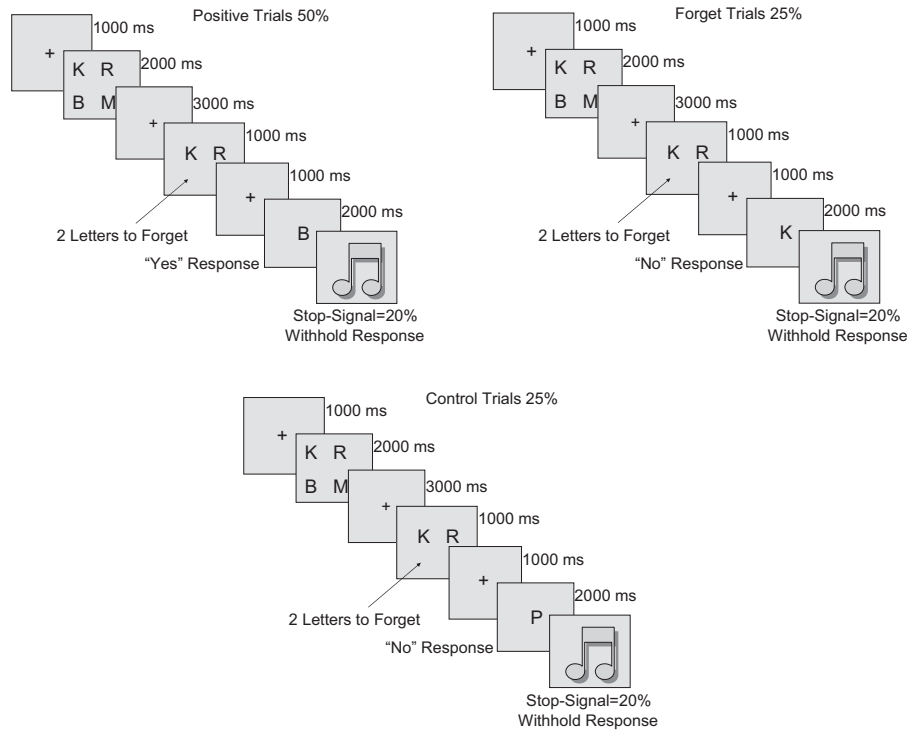 Positive Trials 50%
+
1000 ms
K R
B M
2000 ms
+
3000 ms
K R
1000 ms
+
1000 ms
2 Letters to Forget
B
2000 ms
“Yes” Response
Stop-Signal=20%
Withhold Response
Forget Trials 25%
+
1000 ms
K R
B M
2000 ms
+
3000 ms
K R
1000 ms
+
1000 ms
2 Letters to Forget
K
2000 ms
“No” Response
Stop-Signal=20%
Withhold Response
Control Trials 25%
+
1000 ms
K R
B M
2000 ms
+
3000 ms
K R
1000 ms
+
1000 ms
2 Letters to Forget
P
2000 ms
“No” Response
Stop-Signal=20%
Withhold Response